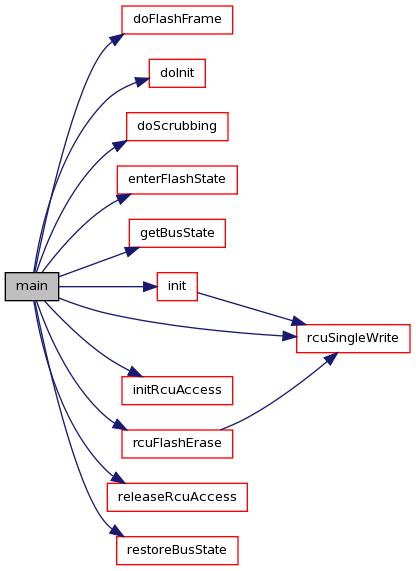 doFlashFrame
doInit
doScrubbing
enterFlashState
getBusState
main
init
rcuSingleWrite
initRcuAccess
rcuFlashErase
releaseRcuAccess
restoreBusState